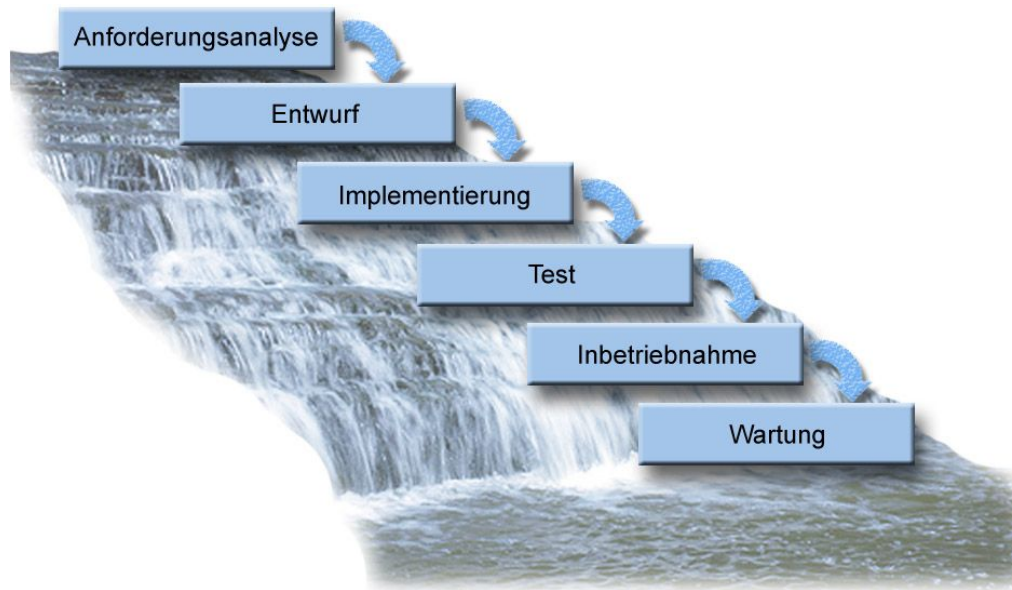 Anforderungsanalyse
Entwurf
Implementierung
Test
Inbetriebnahme
Wartung